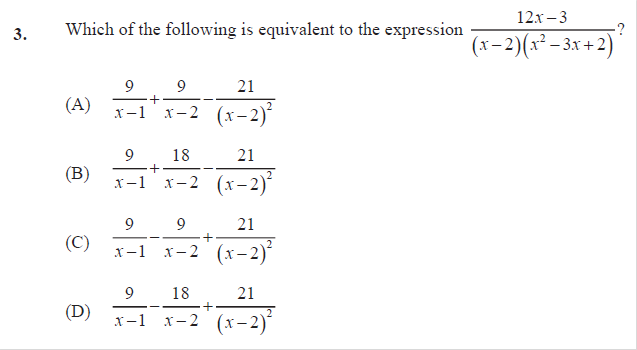 3. Which of the following is equivalent to the expression (12x − 3)/((x − 2)(x² − 3x + 2))?
(A) 9/(x − 1) + 9/(x − 2) − 21/(x − 2)²
(B) 9/(x − 1) + 18/(x − 2) − 21/(x − 2)²
(C) 9/(x − 1) − 9/(x − 2) + 21/(x − 2)²
(D) 9/(x − 1) − 18/(x − 2) + 21/(x − 2)²